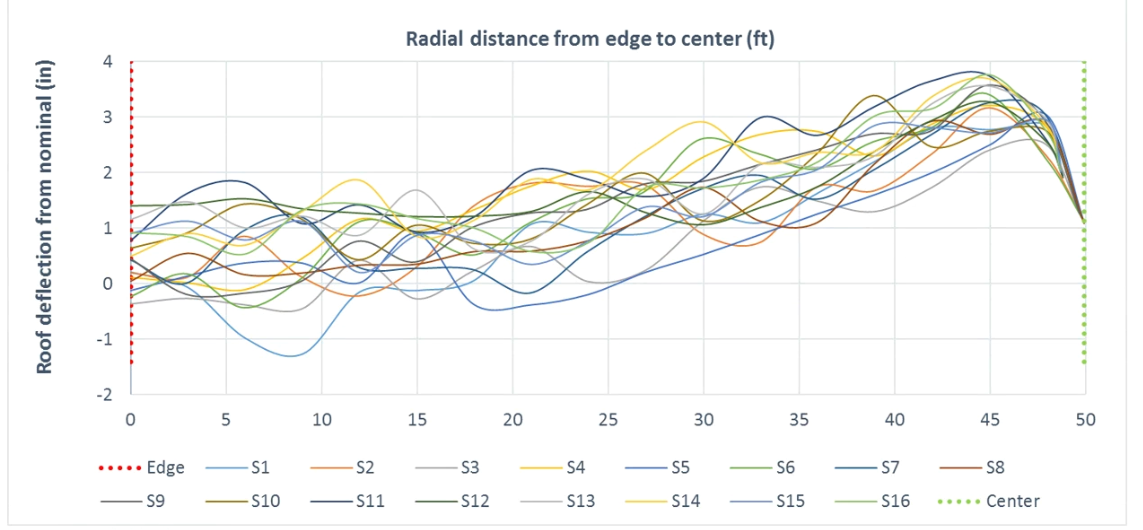 Radial distance from edge to center (ft)
Roof deflection from nominal (in)
4
3
2
1
0
-1
-2
0 5 10 15 20 25 30 35 40 45 50
Edge S1 S2 S3 S4 S5 S6 S7 S8
S9 S10 S11 S12 S13 S14 S15 S16 Center